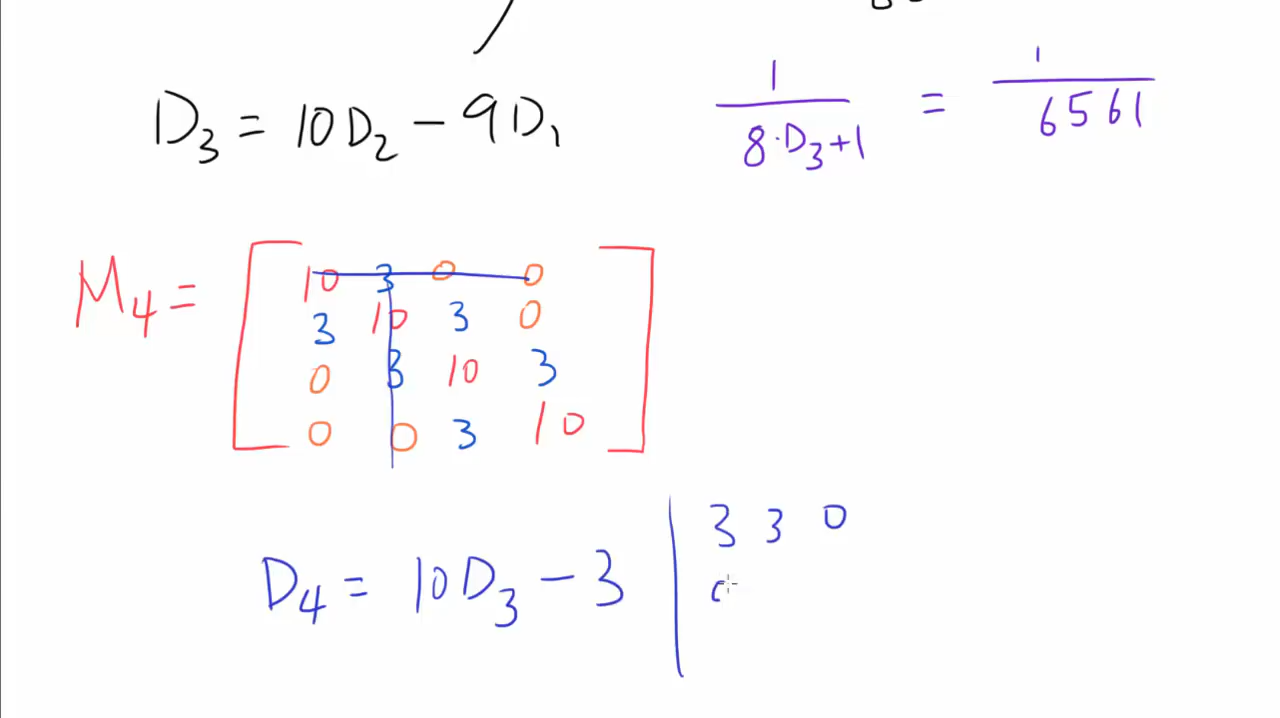 D₃ = 10D₂ − 9D₁
1/(8·D₃+1) = 1/6561
M₄ = [
10 3 0 0
3 10 3 0
0 3 10 3
0 0 3 10
]
D₄ = 10D₃ − 3 | 3 3 0